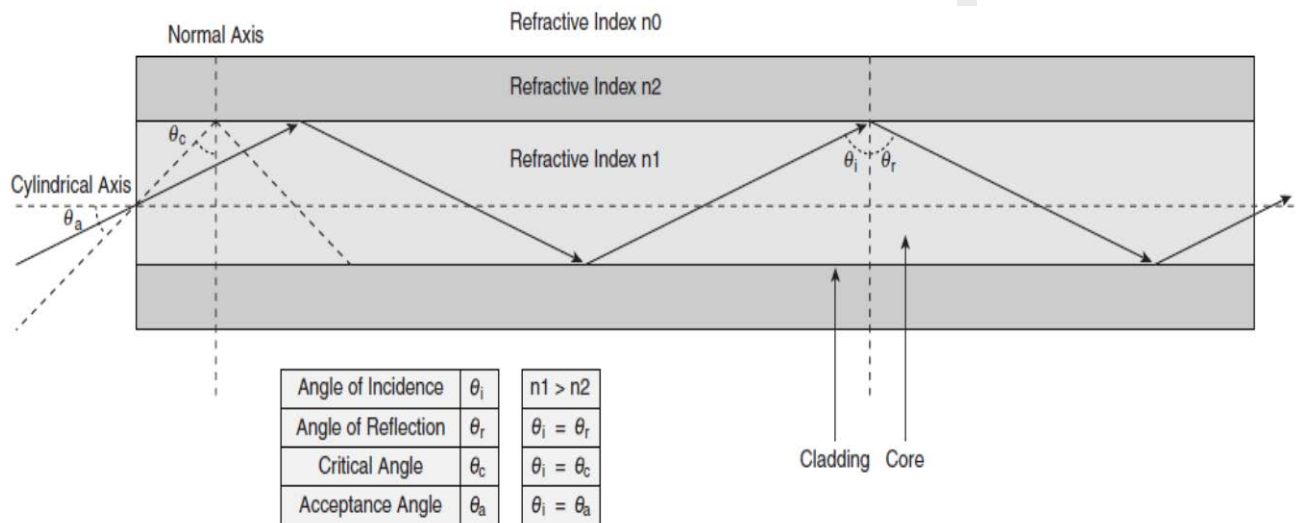 Refractive Index n0
Normal Axis
Refractive Index n2
θc
Refractive Index n1
θi θr
Cylindrical Axis
θa
Cladding Core
Angle of Incidence θi n1 > n2
Angle of Reflection θr θi = θr
Critical Angle θc θi = θc
Acceptance Angle θa θi = θa